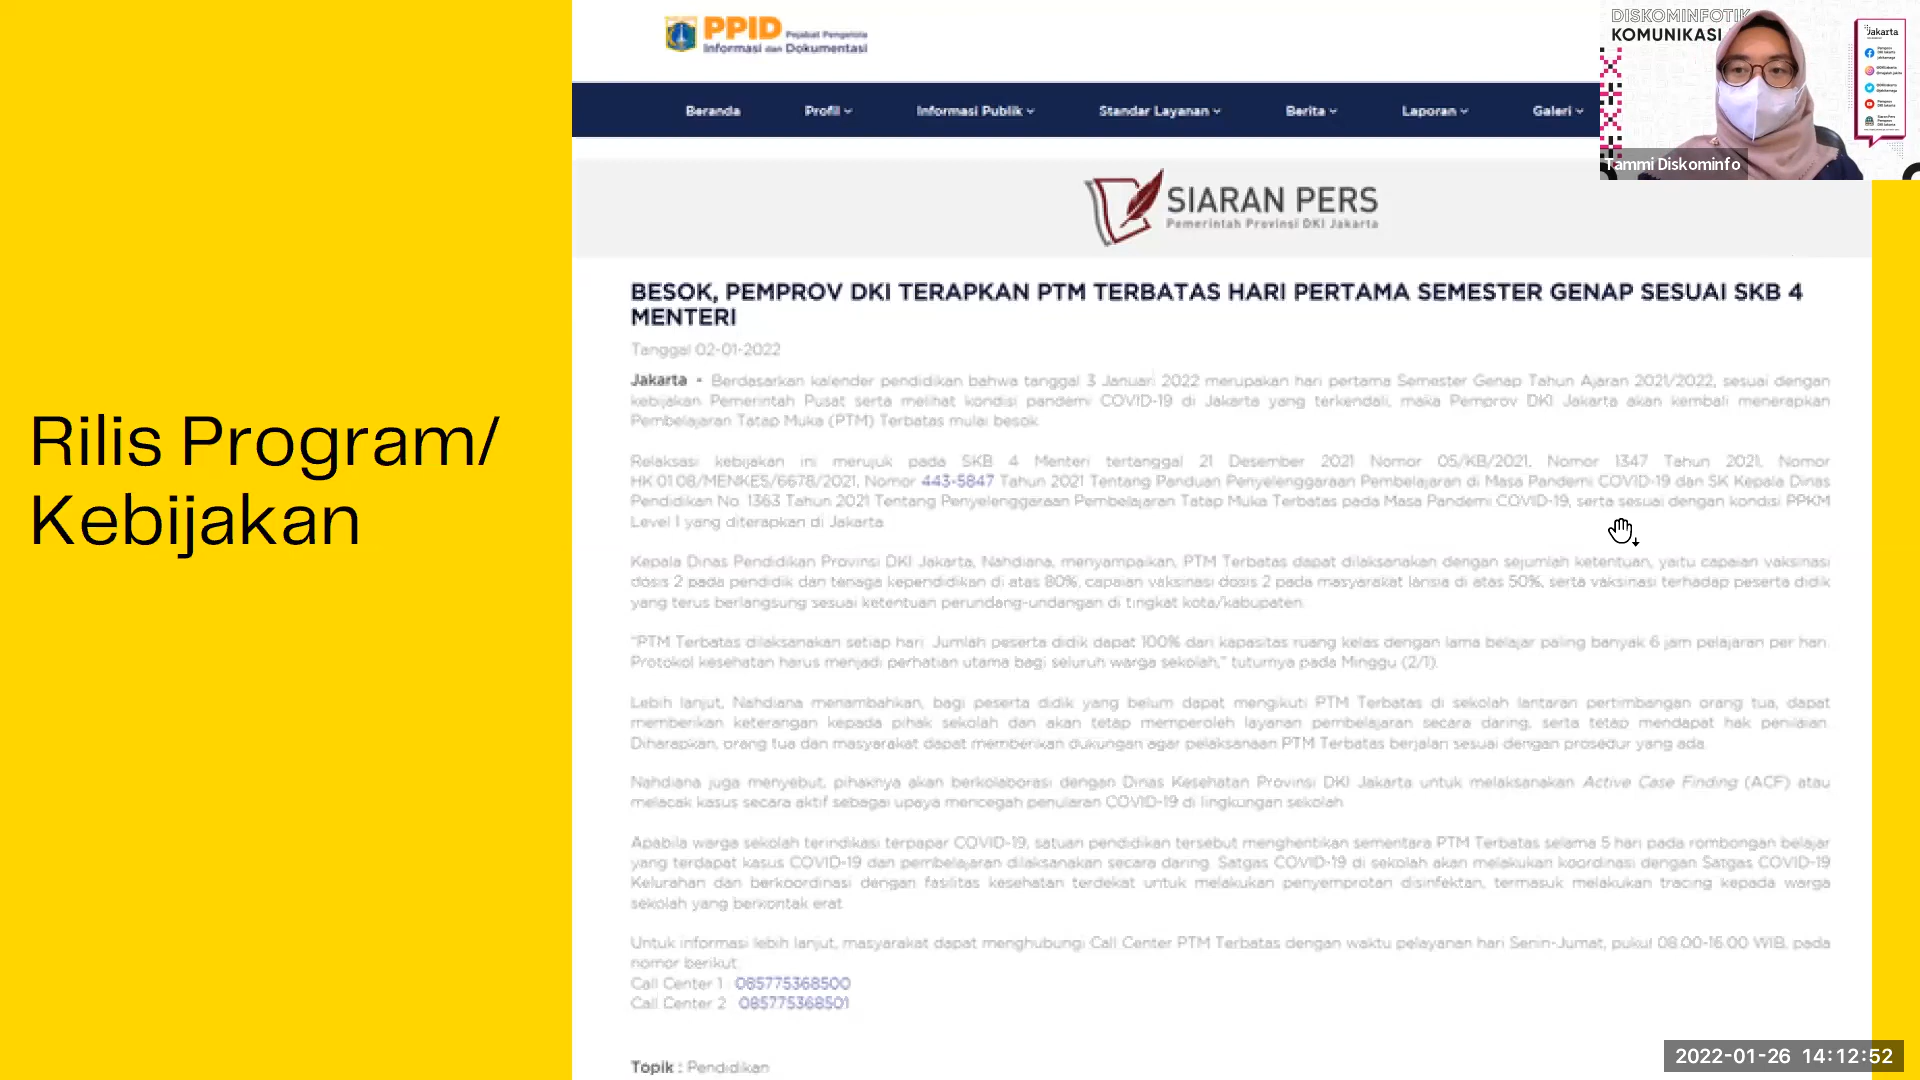 Rilis Program/
Kebijakan
PPID Pejabat Pengelola
Informasi dan Dokumentasi
Beranda Profil Informasi Publik Standar Layanan Berita Laporan Galeri
SIARAN PERS
Pemerintah Provinsi DKI Jakarta
BESOK, PEMPROV DKI TERAPKAN PTM TERBATAS HARI PERTAMA SEMESTER GENAP SESUAI SKB 4
MENTERI
Tanggal 02-01-2022
Jakarta - Berdasarkan kalender pendidikan bahwa tanggal 3 Januari 2022 merupakan hari pertama Semester Genap Tahun Ajaran 2021/2022, sesuai dengan
kebijakan Pemerintah Pusat serta melihat kondisi pandemi COVID-19 di Jakarta yang terkendali, maka Pemprov DKI Jakarta akan kembali menerapkan
Pembelajaran Tatap Muka (PTM) Terbatas mulai besok.
Relaksasi kebijakan ini merujuk pada SKB 4 Menteri tertanggal 21 Desember 2021 Nomor 05/KB/2021, Nomor 1347 Tahun 2021, Nomor
HK.01.08/MENKES/6678/2021, Nomor 443-5847 Tahun 2021 Tentang Panduan Penyelenggaraan Pembelajaran di Masa Pandemi COVID-19 dan SK Kepala Dinas
Pendidikan No. 1363 Tahun 2021 Tentang Penyelenggaraan Pembelajaran Tatap Muka Terbatas pada Masa Pandemi COVID-19, serta sesuai dengan kondisi PPKM
Level 1 yang diterapkan di Jakarta.
Kepala Dinas Pendidikan Provinsi DKI Jakarta, Nahdiana, menyampaikan, PTM Terbatas dapat dilaksanakan dengan sejumlah ketentuan, yaitu capaian vaksinasi
dosis 2 pada pendidik dan tenaga kependidikan di atas 80%, capaian vaksinasi dosis 2 pada masyarakat lansia di atas 50%, serta vaksinasi terhadap peserta didik
yang terus berlangsung sesuai ketentuan perundang-undangan di tingkat kota/kabupaten.
"PTM Terbatas dilaksanakan setiap hari. Jumlah peserta didik dapat 100% dari kapasitas ruang kelas dengan lama belajar paling banyak 6 jam pelajaran per hari.
Protokol kesehatan harus menjadi perhatian utama bagi seluruh warga sekolah," tuturnya pada Minggu (2/1).
Lebih lanjut, Nahdiana menambahkan, bagi peserta didik yang belum dapat mengikuti PTM Terbatas di sekolah lantaran pertimbangan orang tua, dapat
memberikan keterangan kepada pihak sekolah dan akan tetap memperoleh layanan pembelajaran secara daring, serta tetap mendapat hak penilaian.
Diharapkan, orang tua dan masyarakat dapat memberikan dukungan agar pelaksanaan PTM Terbatas berjalan sesuai dengan prosedur yang ada.
Nahdiana juga menyebut, pihaknya akan berkolaborasi dengan Dinas Kesehatan Provinsi DKI Jakarta untuk melaksanakan Active Case Finding (ACF) atau
melacak kasus secara aktif sebagai upaya mencegah penularan COVID-19 di lingkungan sekolah.
Apabila warga sekolah terindikasi terpapar COVID-19, satuan pendidikan tersebut menghentikan sementara PTM Terbatas selama 5 hari pada rombongan belajar
yang terdapat kasus COVID-19 dan pembelajaran dilaksanakan secara daring. Satgas COVID-19 di sekolah akan melakukan koordinasi dengan Satgas COVID-19
Kelurahan dan berkoordinasi dengan fasilitas kesehatan terdekat untuk melakukan penyemprotan disinfektan, termasuk melakukan tracing kepada warga
sekolah yang berkontak erat.
Untuk informasi lebih lanjut, masyarakat dapat menghubungi Call Center PTM Terbatas dengan waktu pelayanan hari Senin-Jumat, pukul 08.00-16.00 WIB, pada
nomor berikut:
Call Center 1 085775368500
Call Center 2 085775368501
Topik : Pendidikan
DISKOMINFOTIK
KOMUNIKASI
Jakarta
Tammi Diskominfo
2022-01-26 14:12:52